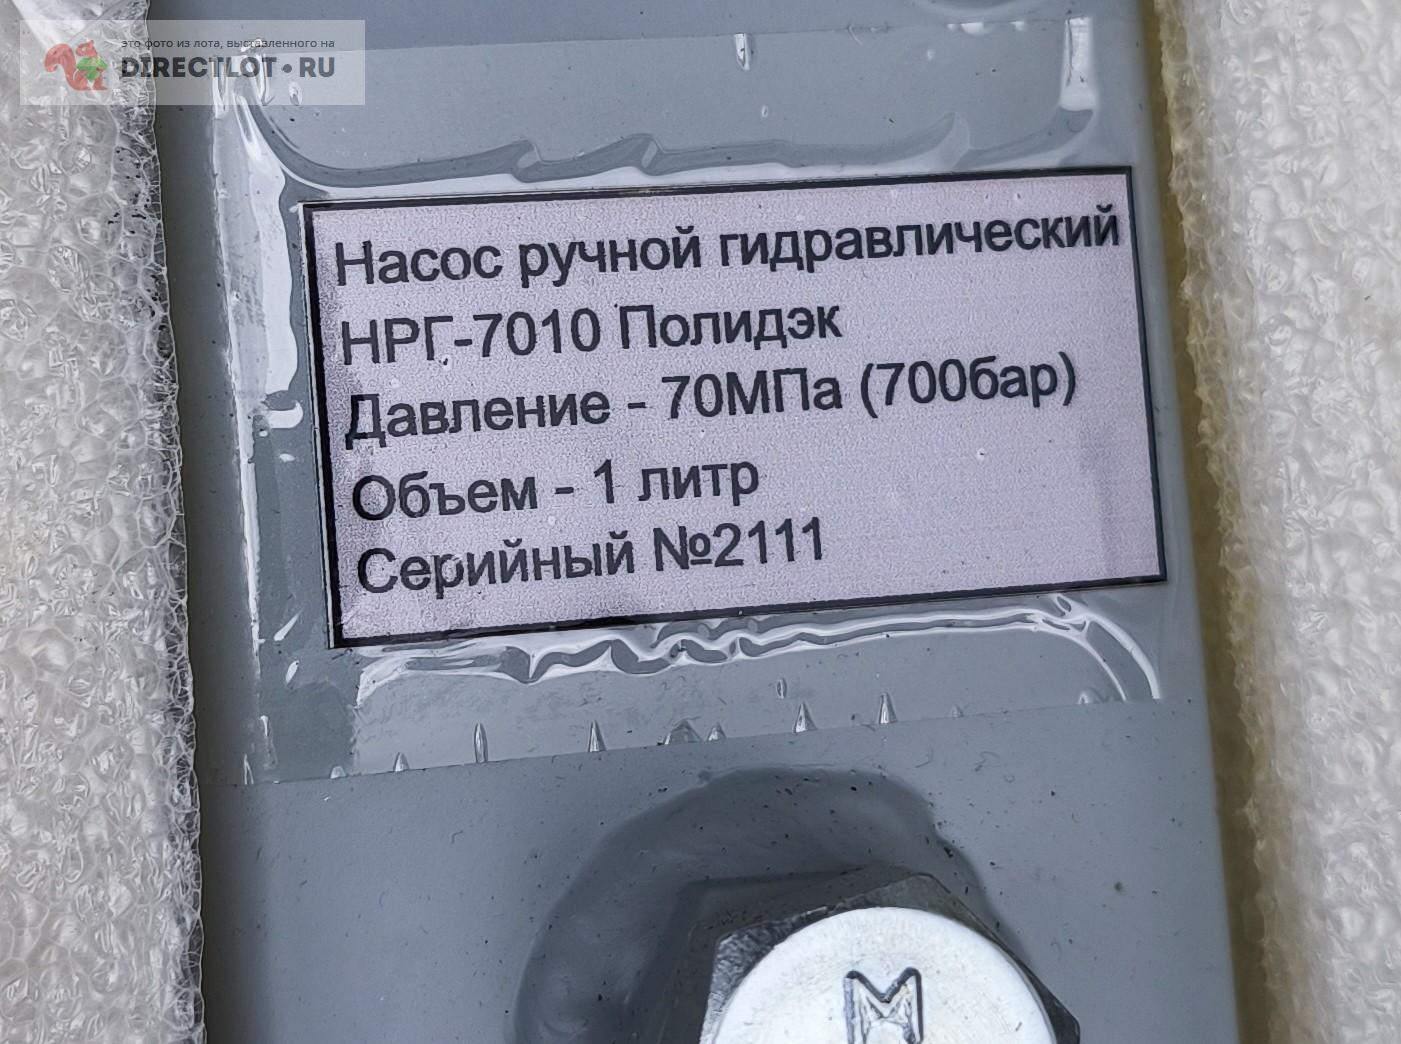 это фото из лота, выставленного на
DIRECTLOT.RU
Насос ручной гидравлический
НРГ-7010 Полидэк
Давление - 70МПа (700бар)
Объем - 1 литр
Серийный №2111
М